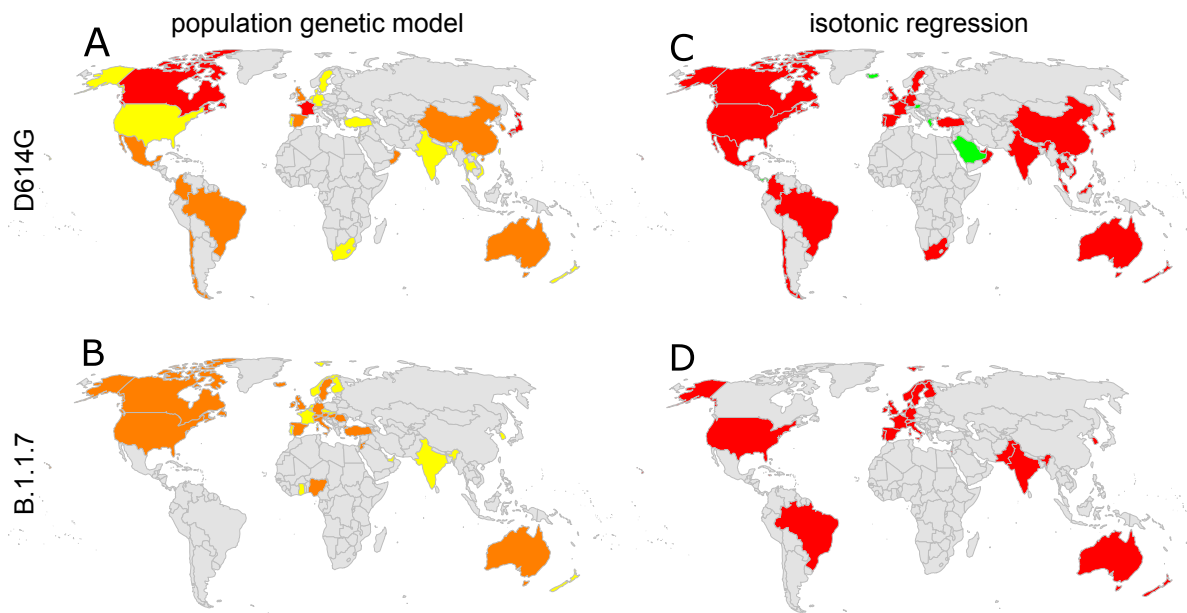 population genetic model
isotonic regression
A
C
D614G
B
D
B.1.1.7